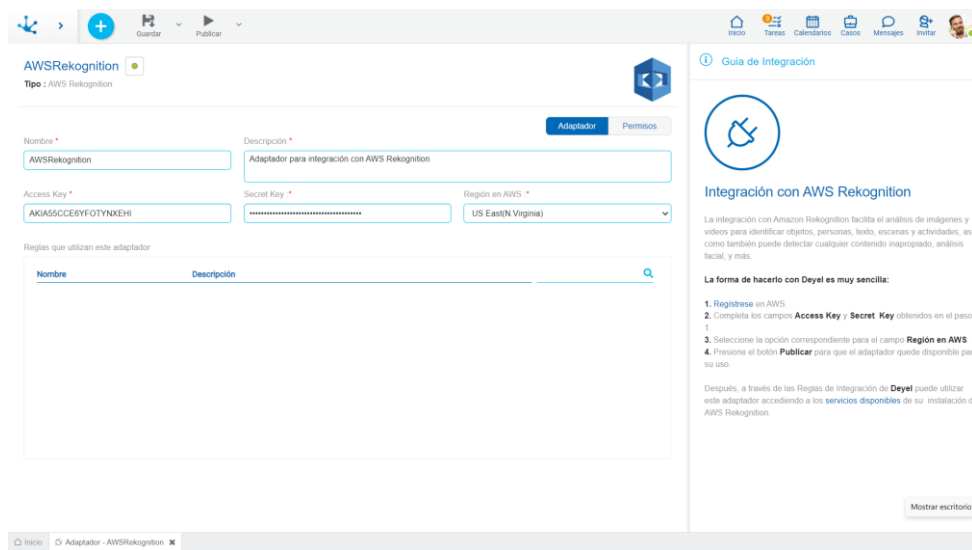 Guardar
Publicar
Inicio
3
Tareas
Calendarios
Casos
Mensajes
Invitar
AWSRekognition
Tipo : AWS Rekognition
Adaptador
Permisos
Nombre *
Descripción *
AWSRekognition
Adaptador para integración con AWS Rekognition
Access Key *
Secret Key *
Región en AWS *
AKIA55CCE6YFOTYNXEHI
••••••••••••••••••••••••••••••••••••••••
US East(N.Virginia)
Reglas que utilizan este adaptador
Nombre
Descripción
Guia de Integración
Integración con AWS Rekognition
La integración con Amazon Rekognition facilita el análisis de imágenes y
videos para identificar objetos, personas, texto, escenas y actividades, as
como también puede detectar cualquier contenido inapropiado, análisis
facial, y más.
La forma de hacerlo con Deyel es muy sencilla:
1. Regístrese en AWS.
2. Completa los campos Access Key y Secret Key obtenidos en el paso
1.
3. Seleccione la opción correspondiente para el campo Región en AWS
4. Presione el botón Publicar para que el adaptador quede disponible pa
su uso.
Después, a través de las Reglas de Integración de Deyel puede utilizar
este adaptador accediendo a los servicios disponibles de su instalación d
AWS Rekognition.
Mostrar escritorio
Inicio
Adaptador - AWSRekognition